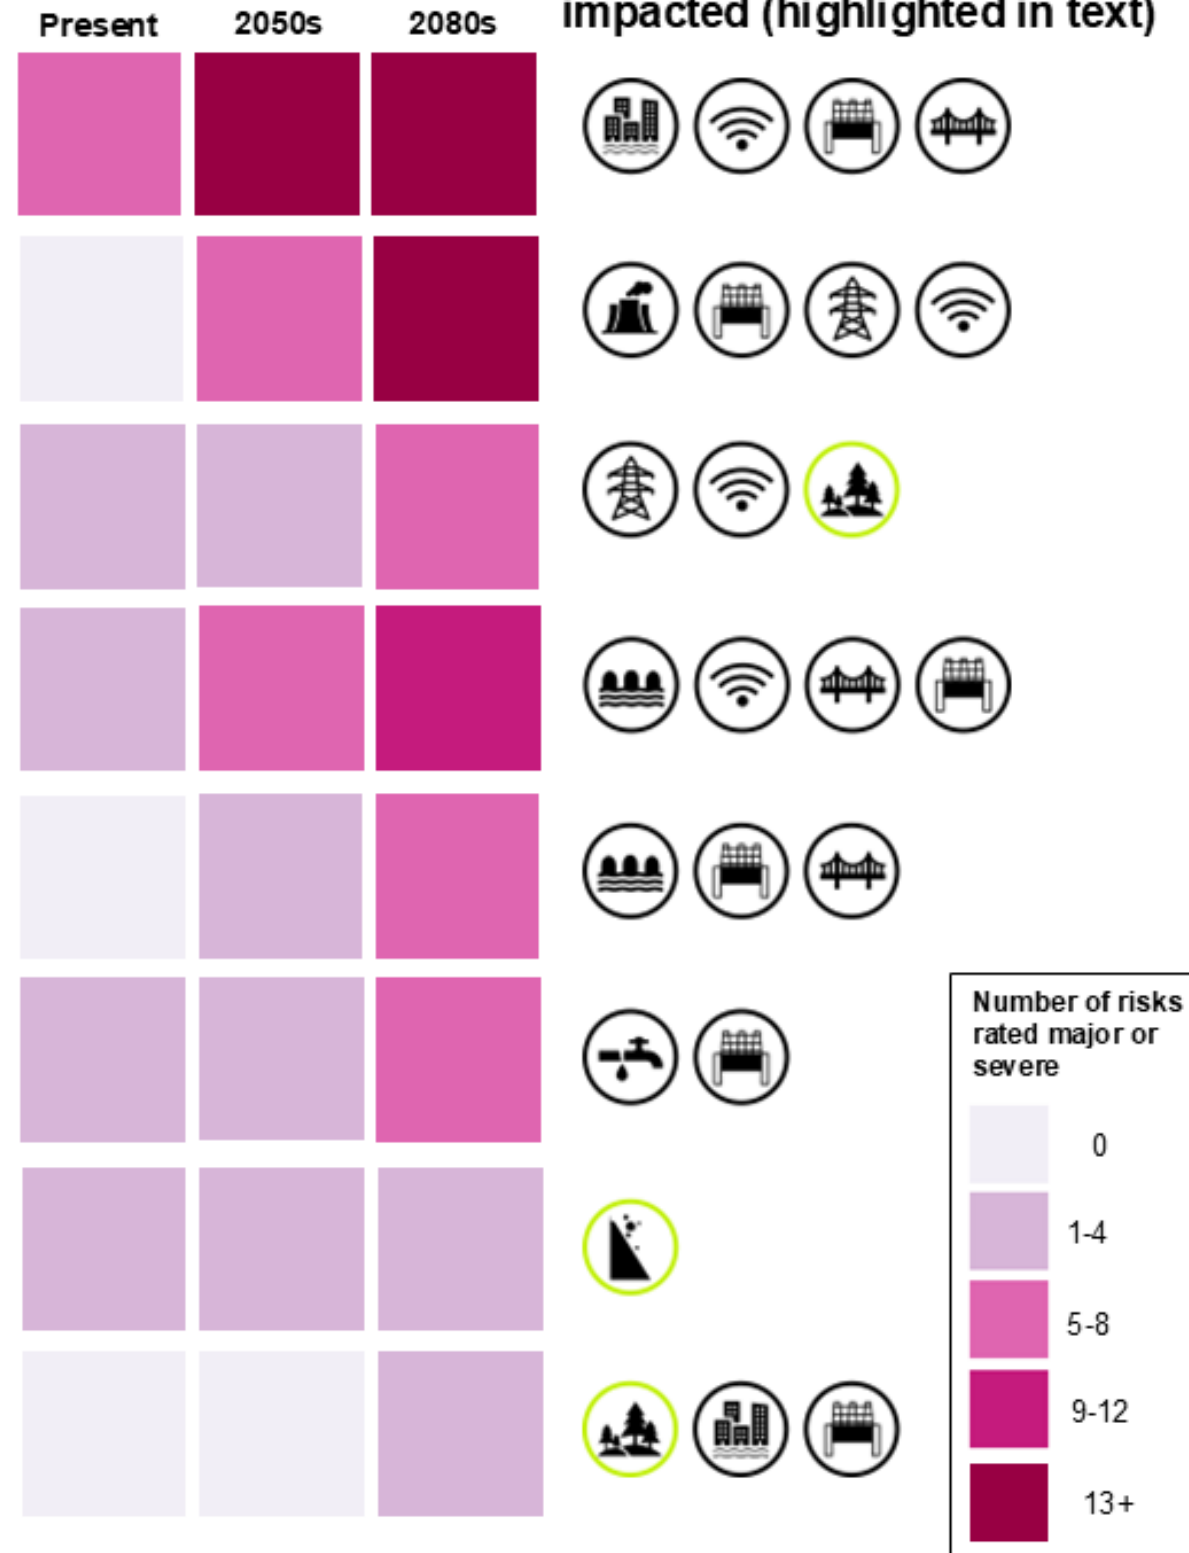 Present 2050s 2080s
impacted (highlighted in text)
Number of risks
rated major or
severe
0
1-4
5-8
9-12
13+